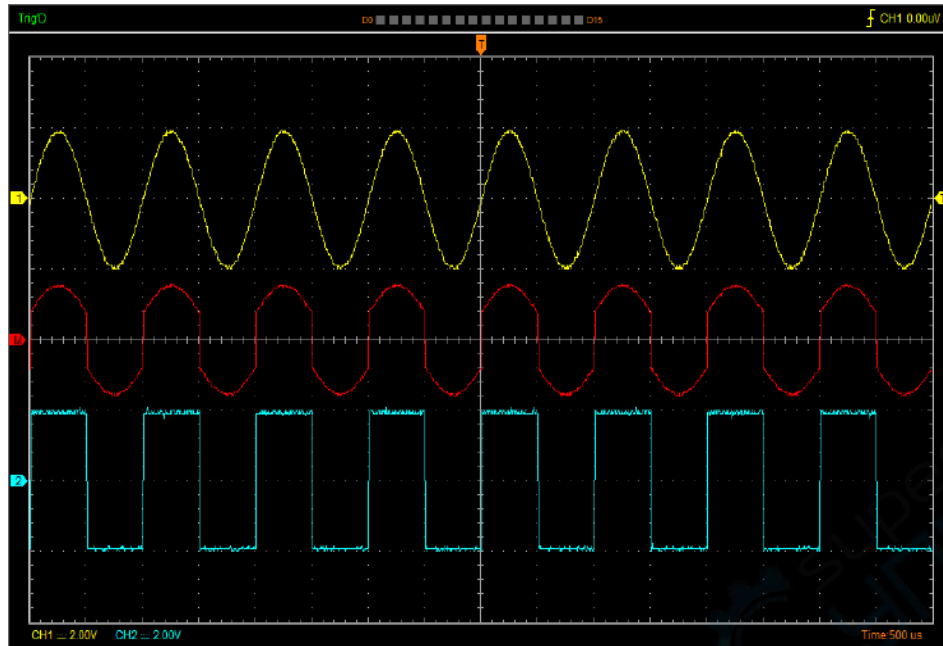 Trig'D D0 D15 CH1 0.00uV
T
1 T
M
2
CH1 2.00V CH2 2.00V Time:500 us